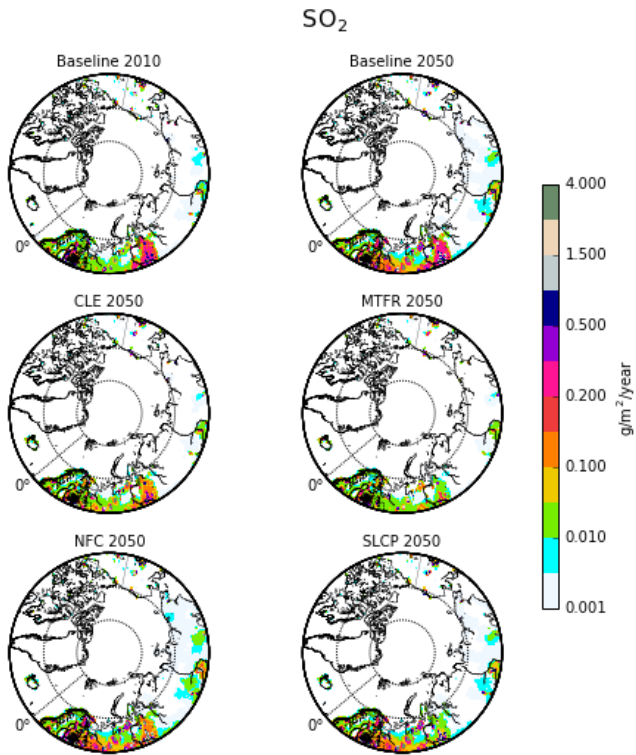 SO₂
Baseline 2010
Baseline 2050
0°
0°
CLE 2050
MTFR 2050
0°
0°
NFC 2050
SLCP 2050
0°
0°
4.000
1.500
0.500
0.200
0.100
0.010
0.001
g/m²/year